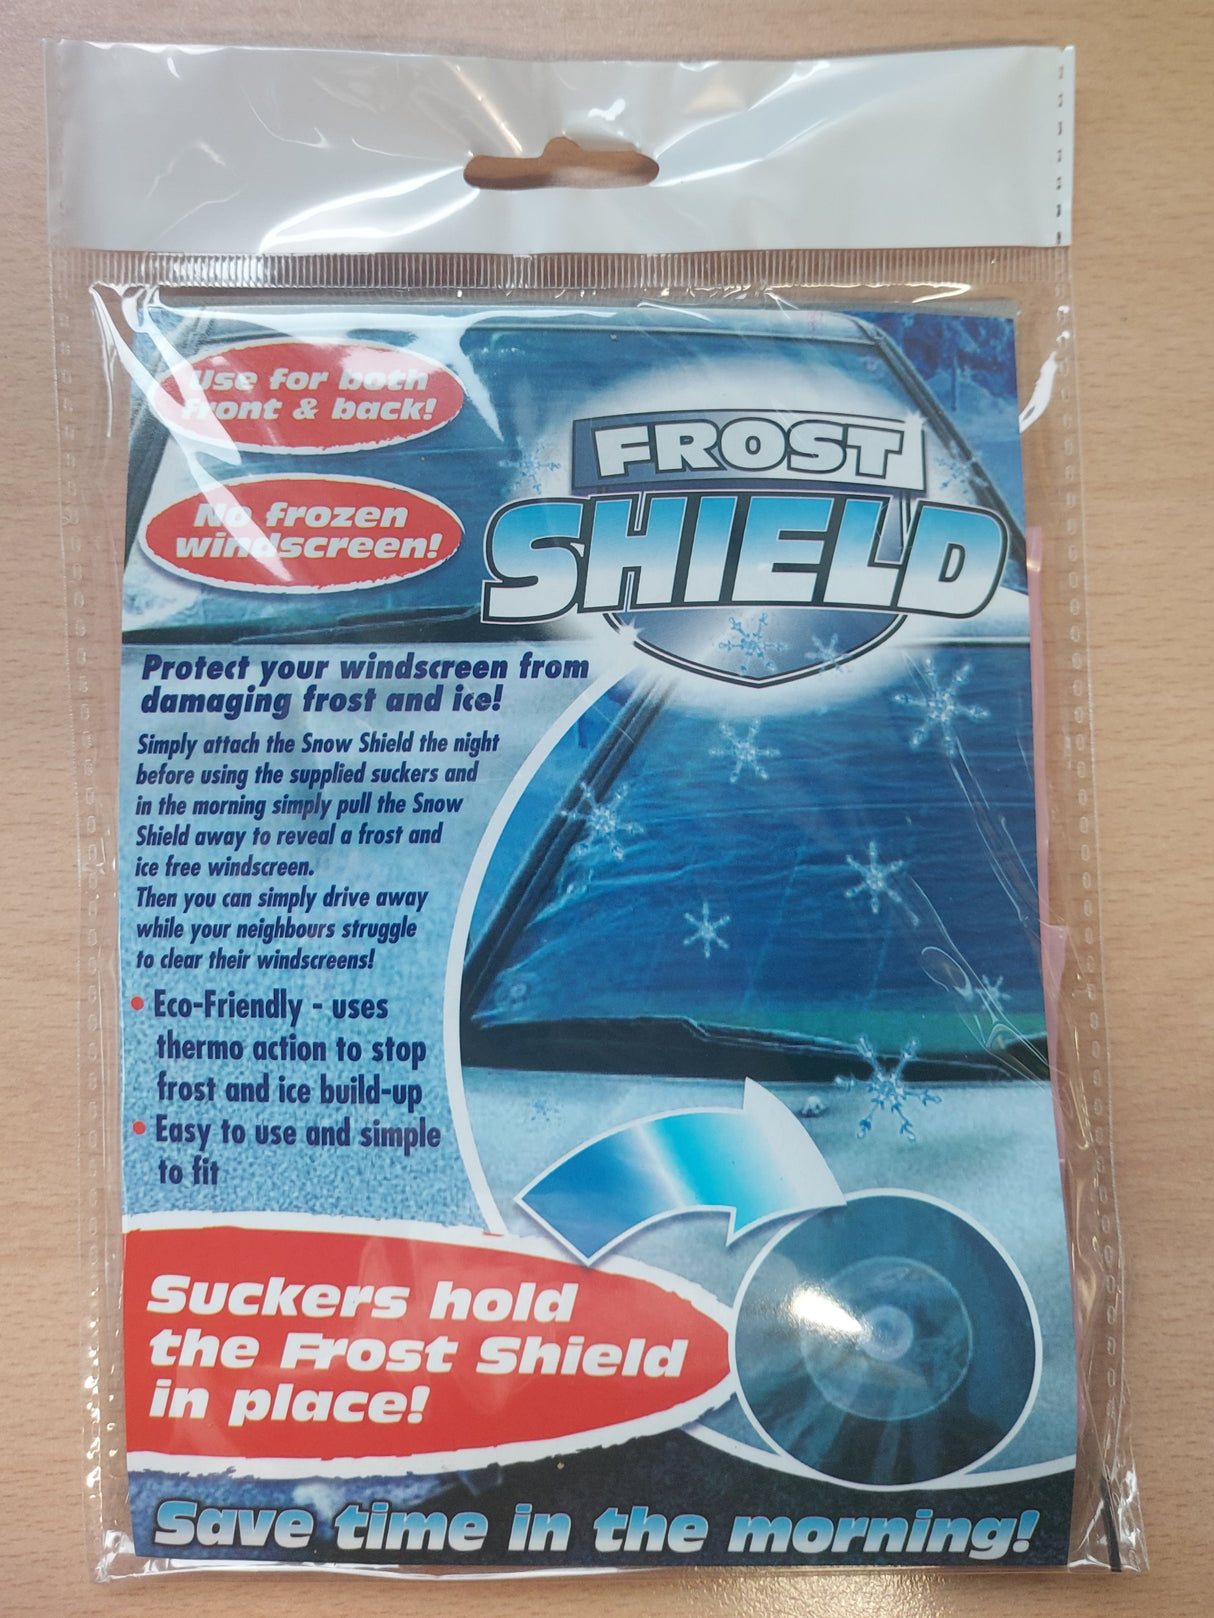 Use for both
front & back!
No frozen
windscreen!
FROST
SHIELD
Protect your windscreen from
damaging frost and ice!
Simply attach the Snow Shield the night
before using the supplied suckers and
in the morning simply pull the Snow
Shield away to reveal a frost and
ice free windscreen.
Then you can simply drive away
while your neighbours struggle
to clear their windscreens!
• Eco-Friendly - uses
thermo action to stop
frost and ice build-up
• Easy to use and simple
to fit
Suckers hold
the Frost Shield
in place!
Save time in the morning!